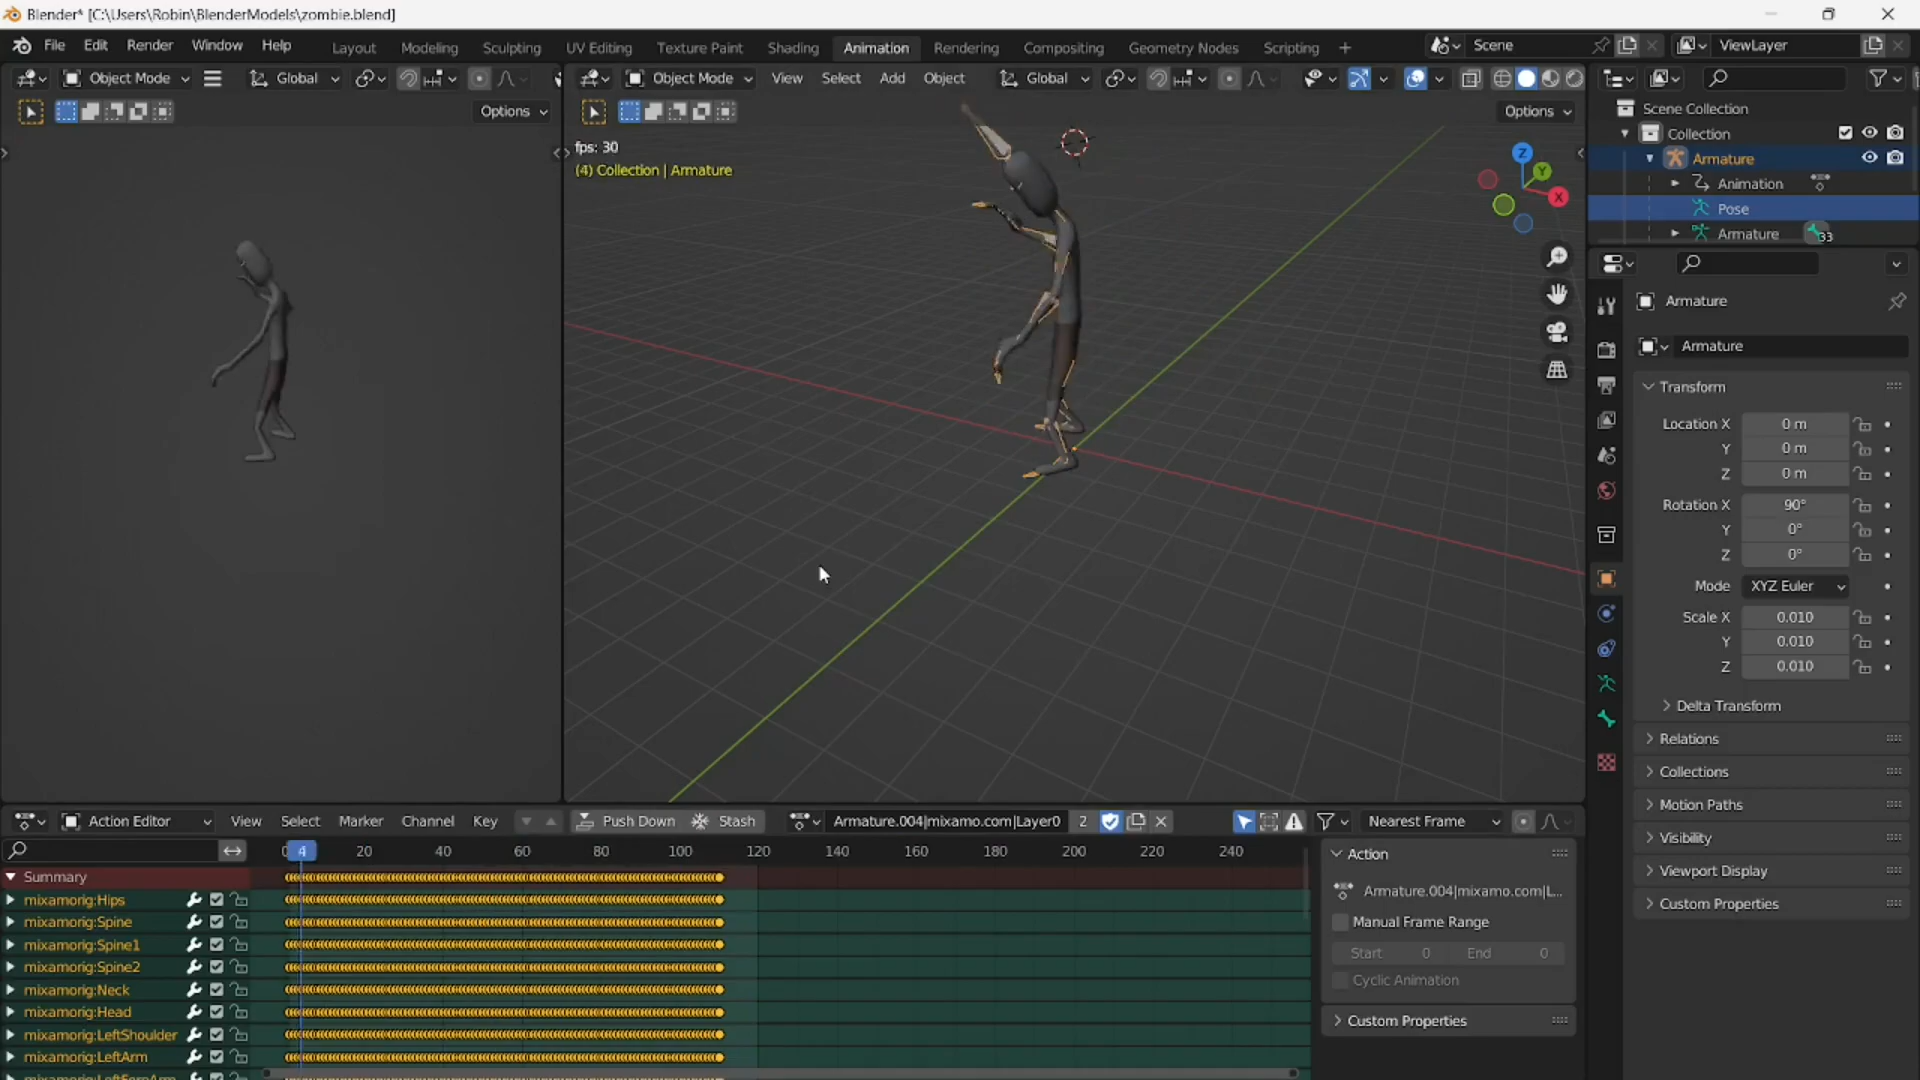 Blender* [C:\Users\Robin\BlenderModels\zombie.blend]
File Edit Render Window Help Layout Modeling Sculpting UV Editing Texture Paint Shading Animation Rendering Compositing Geometry Nodes Scripting + Scene ViewLayer
Object Mode Global Object Mode View Select Add Object Global
Options Options
fps: 30
(4) Collection | Armature
Z
Y
X
Scene Collection
Collection
Armature
Animation
Pose
Armature 33
Armature
Armature
Transform
Location X 0 m
Y 0 m
Z 0 m
Rotation X 90°
Y 0°
Z 0°
Mode XYZ Euler
Scale X 0.010
Y 0.010
Z 0.010
Delta Transform
Relations
Collections
Motion Paths
Visibility
Viewport Display
Custom Properties
Action Editor View Select Marker Channel Key Push Down Stash Armature.004|mixamo.com|Layer0 2 Nearest Frame
0 4 20 40 60 80 100 120 140 160 180 200 220 240
Summary
mixamorig:Hips
mixamorig:Spine
mixamorig:Spine1
mixamorig:Spine2
mixamorig:Neck
mixamorig:Head
mixamorig:LeftShoulder
mixamorig:LeftArm
mixamorig:LeftForeArm
Action
Armature.004|mixamo.com|L...
Manual Frame Range
Start 0 End 0
Cyclic Animation
Custom Properties